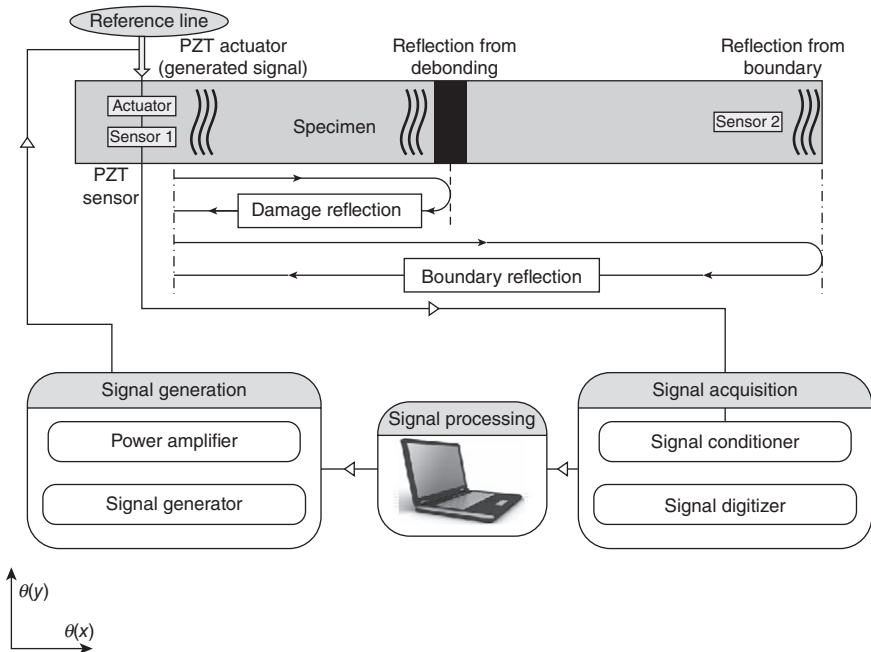 Reference line
PZT actuator
(generated signal)
Reflection from
debonding
Reflection from
boundary
Actuator
Sensor 1
Specimen
Sensor 2
PZT
sensor
Damage reflection
Boundary reflection
Signal generation
Power amplifier
Signal generator
Signal processing
Signal acquisition
Signal conditioner
Signal digitizer
θ(y)
θ(x)